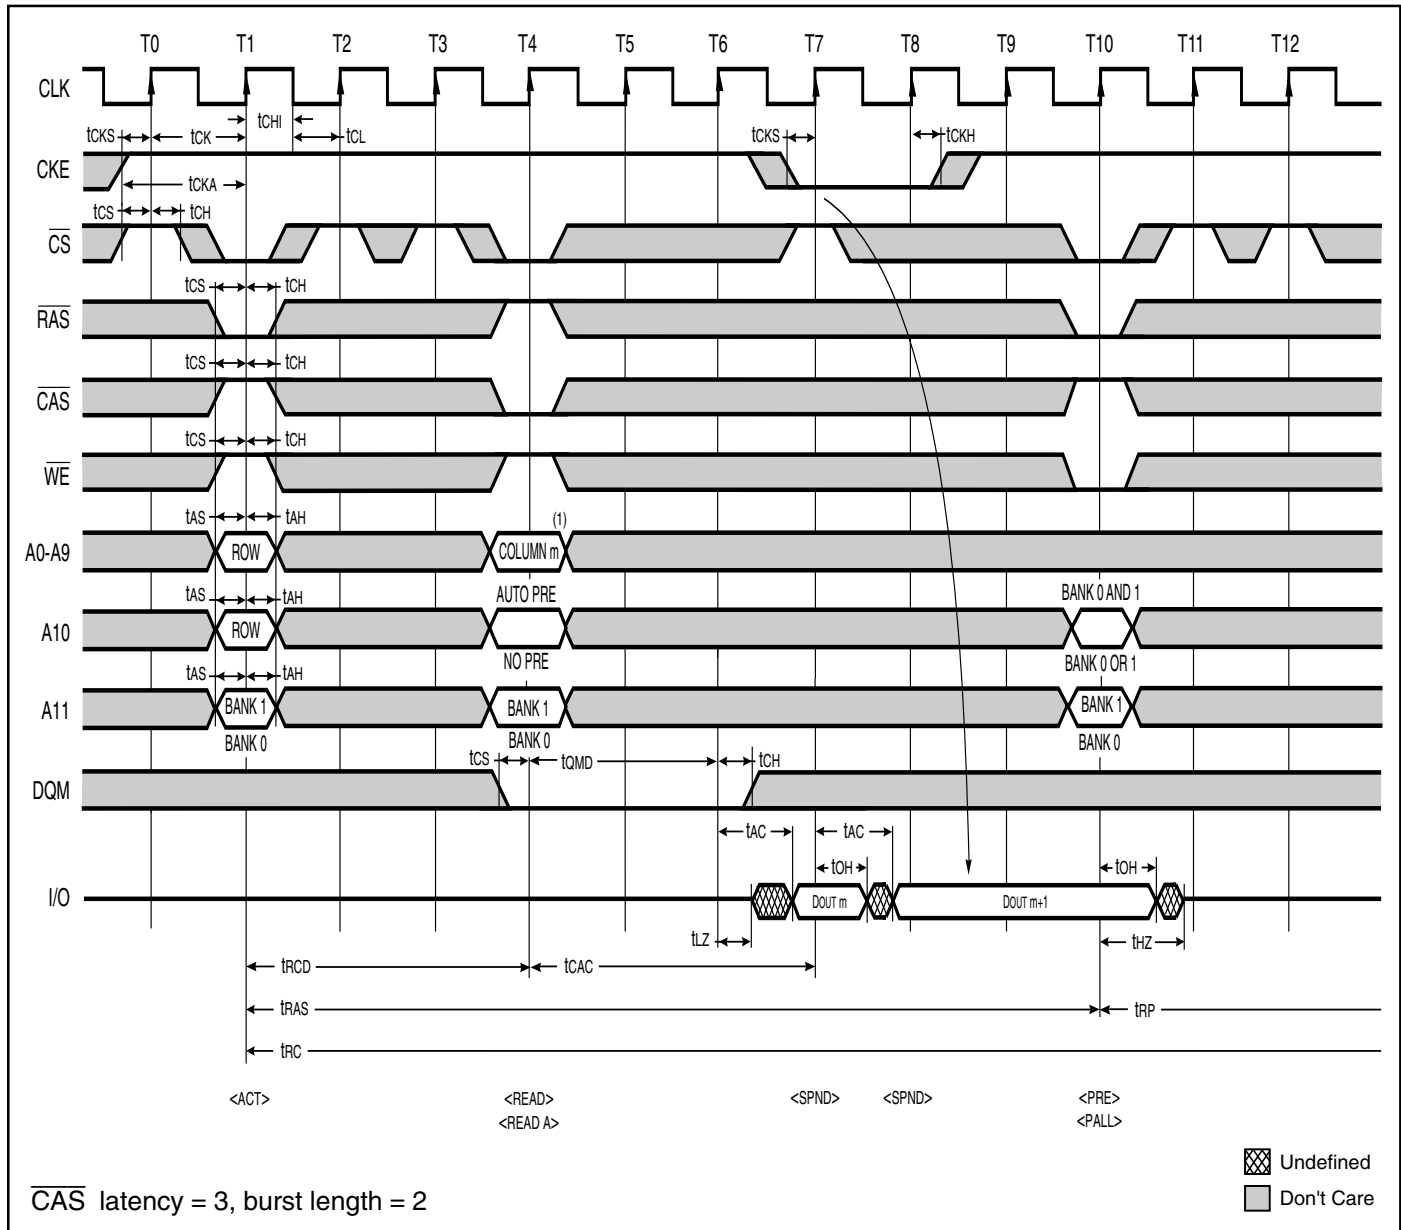 T0 T1 T2 T3 T4 T5 T6 T7 T8 T9 T10 T11 T12
CLK
tCHI
tCKS tCK tCL tCKS tCKH
CKE
tCKA
tCS tCH
CS
tCS tCH
RAS
tCS tCH
CAS
tCS tCH
WE
tAS tAH (1)
A0-A9 ROW COLUMN m
tAS tAH AUTO PRE BANK 0 AND 1
A10 ROW
NO PRE BANK 0 OR 1
tAS tAH
A11 BANK 1 BANK 1 BANK 1
BANK 0 BANK 0 BANK 0
tCS tQMD tCH
DQM
tAC tAC
tOH tOH
I/O DOUT m DOUT m+1
tLZ tHZ
tRCD tCAC
tRAS tRP
tRC
<ACT> <READ> <SPND> <SPND> <PRE>
<READ A> <PALL>
Undefined
Don't Care
CAS latency = 3, burst length = 2